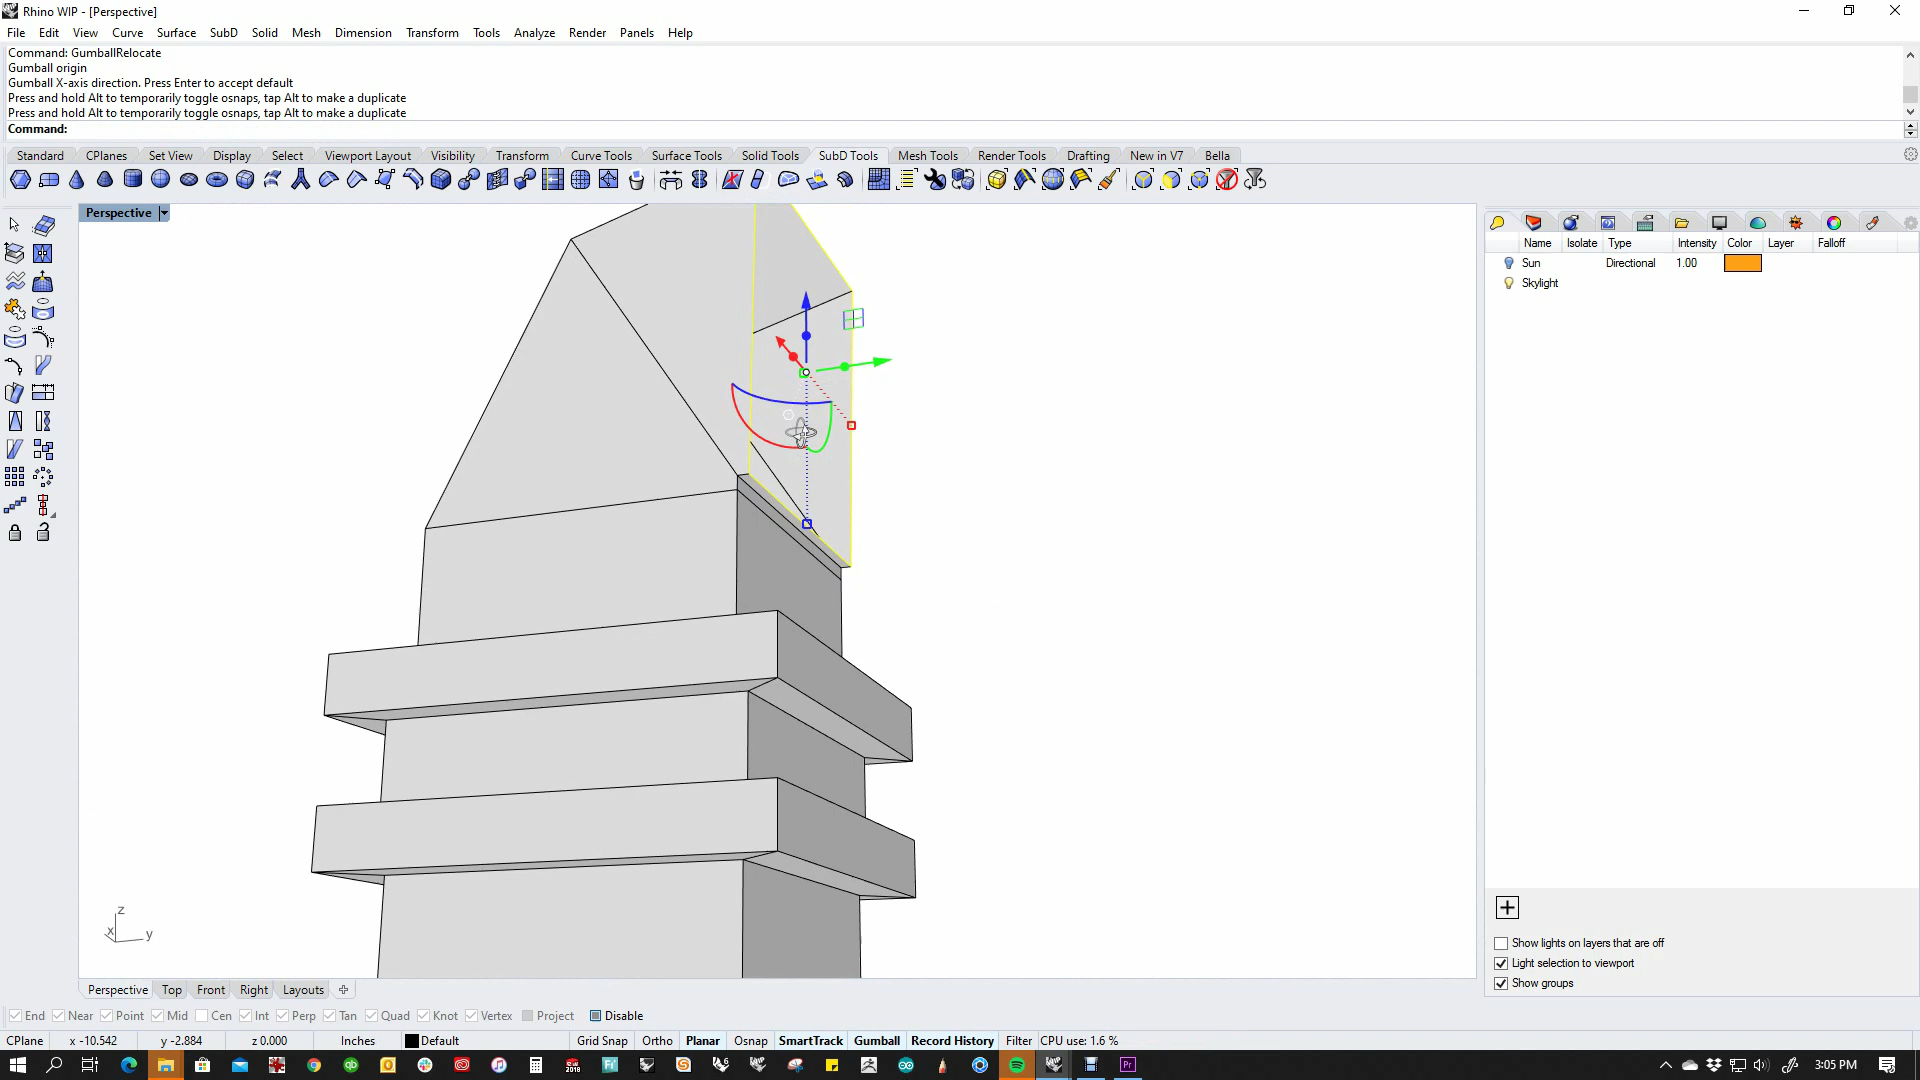 Rhino WIP - [Perspective]
File Edit View Curve Surface SubD Solid Mesh Dimension Transform Tools Analyze Render Panels Help
Command: GumballRelocate
Gumball origin
Gumball X-axis direction. Press Enter to accept default
Press and hold Alt to temporarily toggle osnaps, tap Alt to make a duplicate
Press and hold Alt to temporarily toggle osnaps, tap Alt to make a duplicate
Command:
Standard CPlanes Set View Display Select Viewport Layout Visibility Transform Curve Tools Surface Tools Solid Tools SubD Tools Mesh Tools Render Tools Drafting New in V7 Bella
Perspective
Name Isolate Type Intensity Color Layer Falloff
Sun Directional 1.00
Skylight
z
x y
Show lights on layers that are off
Light selection to viewport
Show groups
Perspective Top Front Right Layouts
End Near Point Mid Cen Int Perp Tan Quad Knot Vertex Project Disable
CPlane x -10.542 y -2.884 z 0.000 Inches Default Grid Snap Ortho Planar Osnap SmartTrack Gumball Record History Filter CPU use: 1.6 %
3:05 PM